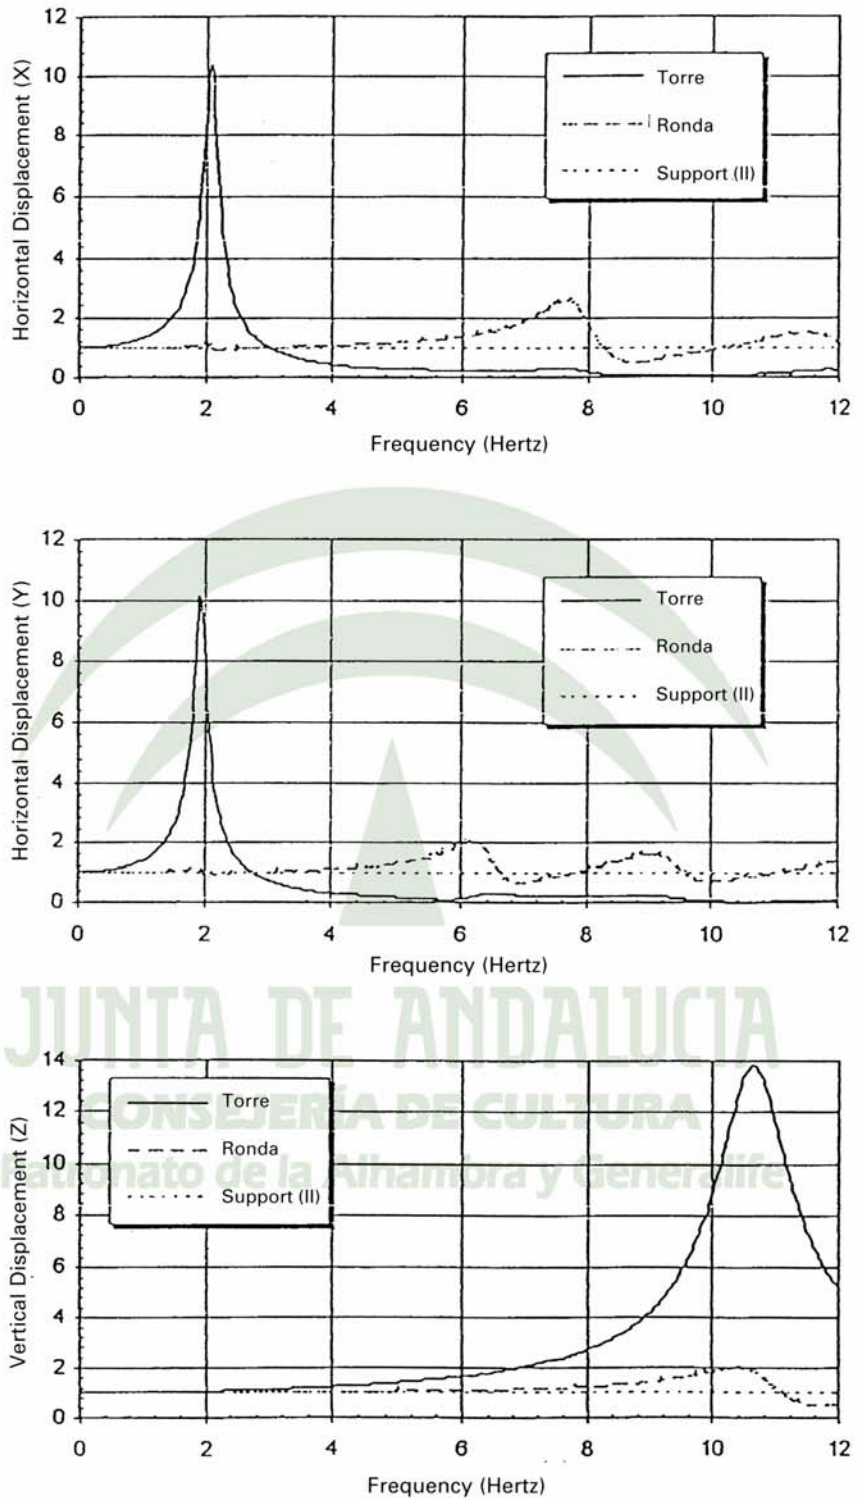 12
10
8
6
4
2
0
Horizontal Displacement (X)
Torre
Ronda
Support (II)
0 2 4 6 8 10 12
Frequency (Hertz)
12
10
8
6
4
2
0
Horizontal Displacement (Y)
Torre
Ronda
Support (II)
0 2 4 6 8 10 12
Frequency (Hertz)
JUNTA DE ANDALUCIA
CONSEJERÍA DE CULTURA
Patronato de la Alhambra y Generalife
14
12
10
8
6
4
2
0
Vertical Displacement (Z)
Torre
Ronda
Support (II)
0 2 4 6 8 10 12
Frequency (Hertz)